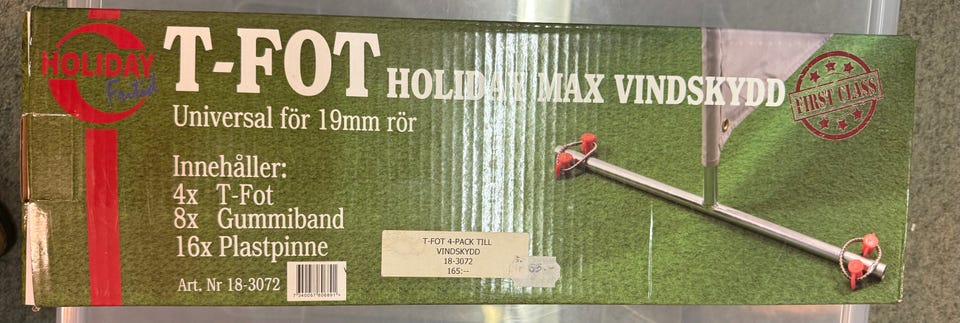 HOLIDAY
T-FOT HOLIDAY MAX VINDSKYDD
FIRST CLASS
Universal för 19mm rör
Innehåller:
4x T-Fot
8x Gummiband
16x Plastpinne
Art. Nr 18-3072
T-FOT 4-PACK TILL
VINDSKYDD
18-3072
165:--